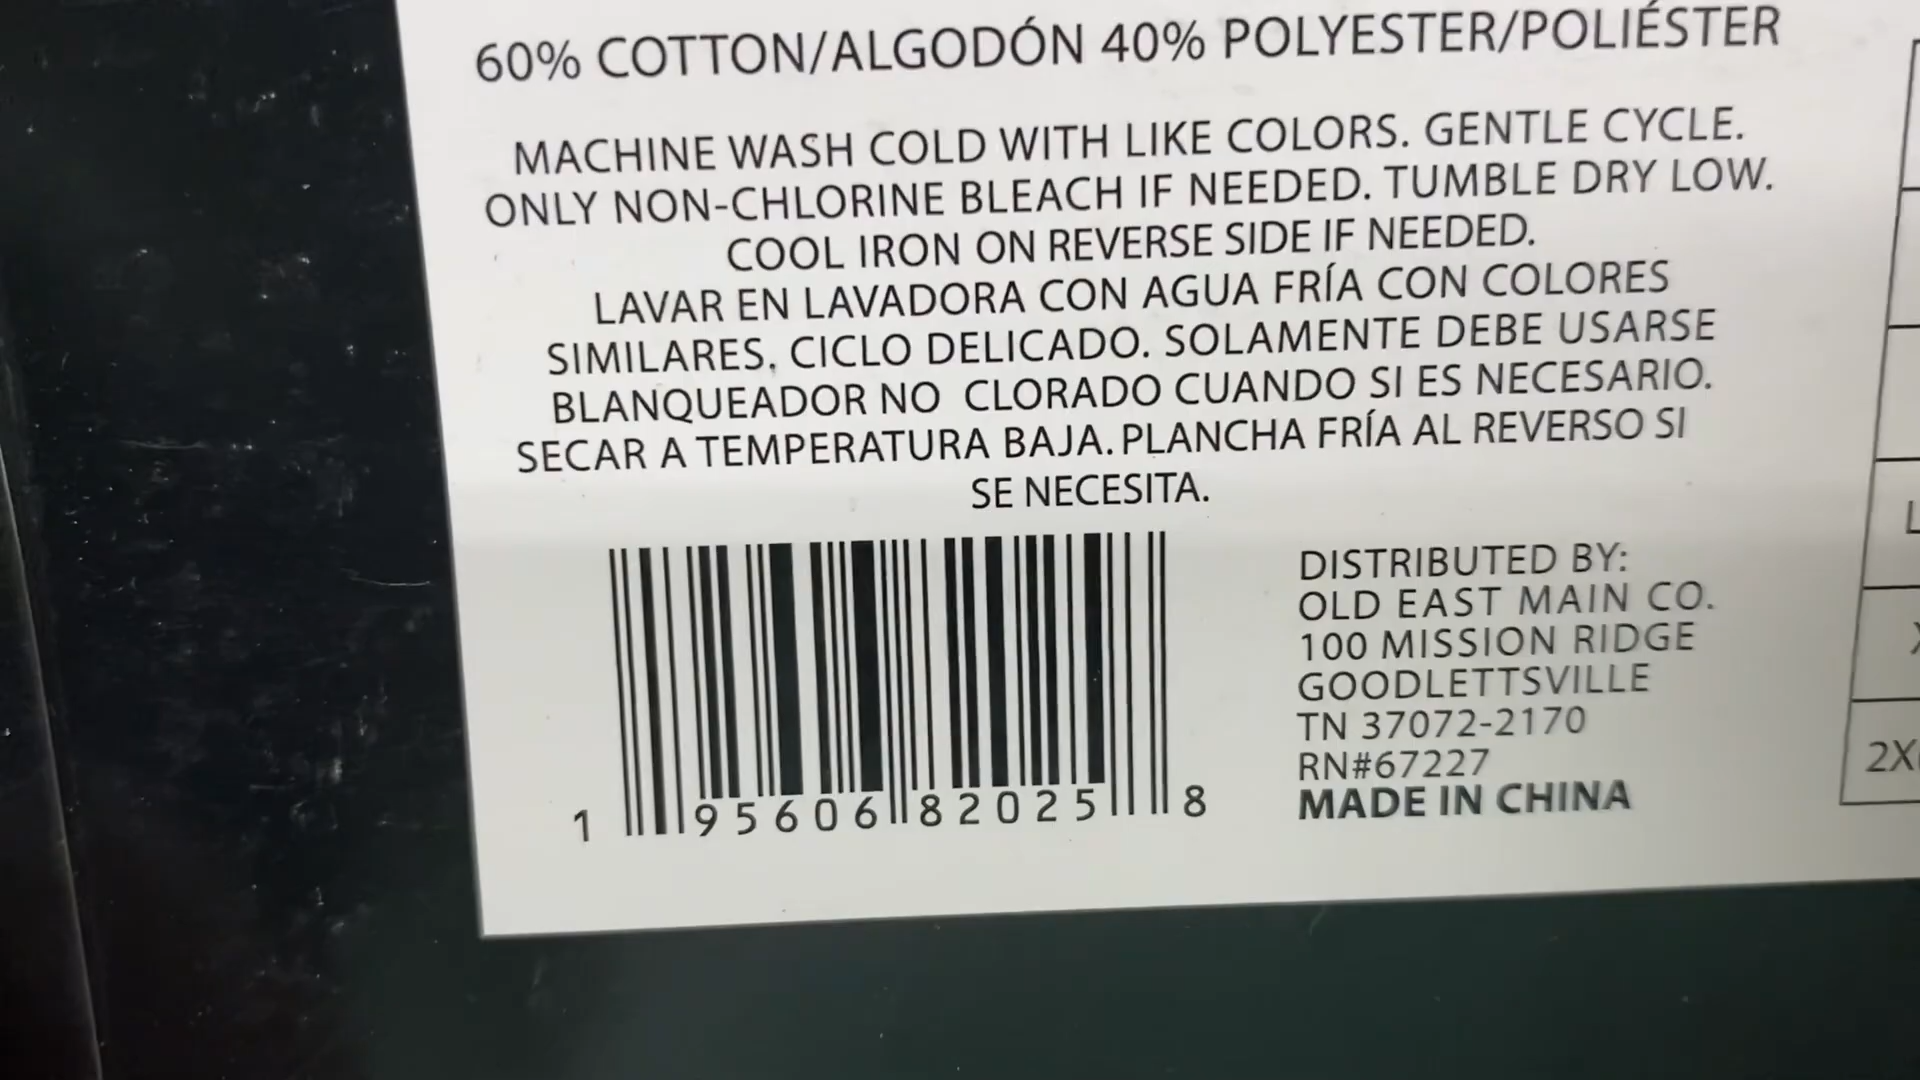 60% COTTON/ALGODÓN 40% POLYESTER/POLIÉSTER
MACHINE WASH COLD WITH LIKE COLORS. GENTLE CYCLE.
ONLY NON-CHLORINE BLEACH IF NEEDED. TUMBLE DRY LOW.
COOL IRON ON REVERSE SIDE IF NEEDED.
LAVAR EN LAVADORA CON AGUA FRÍA CON COLORES
SIMILARES, CICLO DELICADO. SOLAMENTE DEBE USARSE
BLANQUEADOR NO CLORADO CUANDO SI ES NECESARIO.
SECAR A TEMPERATURA BAJA. PLANCHA FRÍA AL REVERSO SI
SE NECESITA.
1 95606 82025 8
DISTRIBUTED BY:
OLD EAST MAIN CO.
100 MISSION RIDGE
GOODLETTSVILLE
TN 37072-2170
RN#67227
MADE IN CHINA